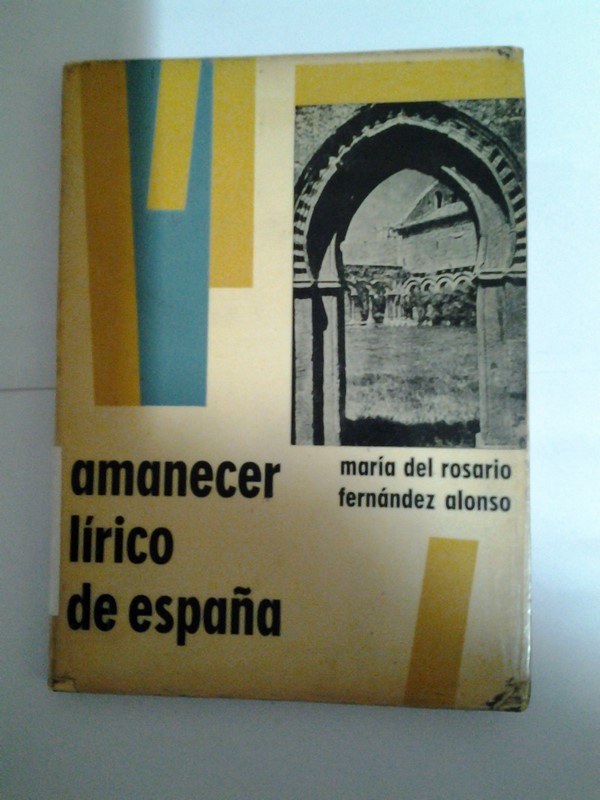 maría del rosario
fernández alonso
amanecer
lírico
de españa